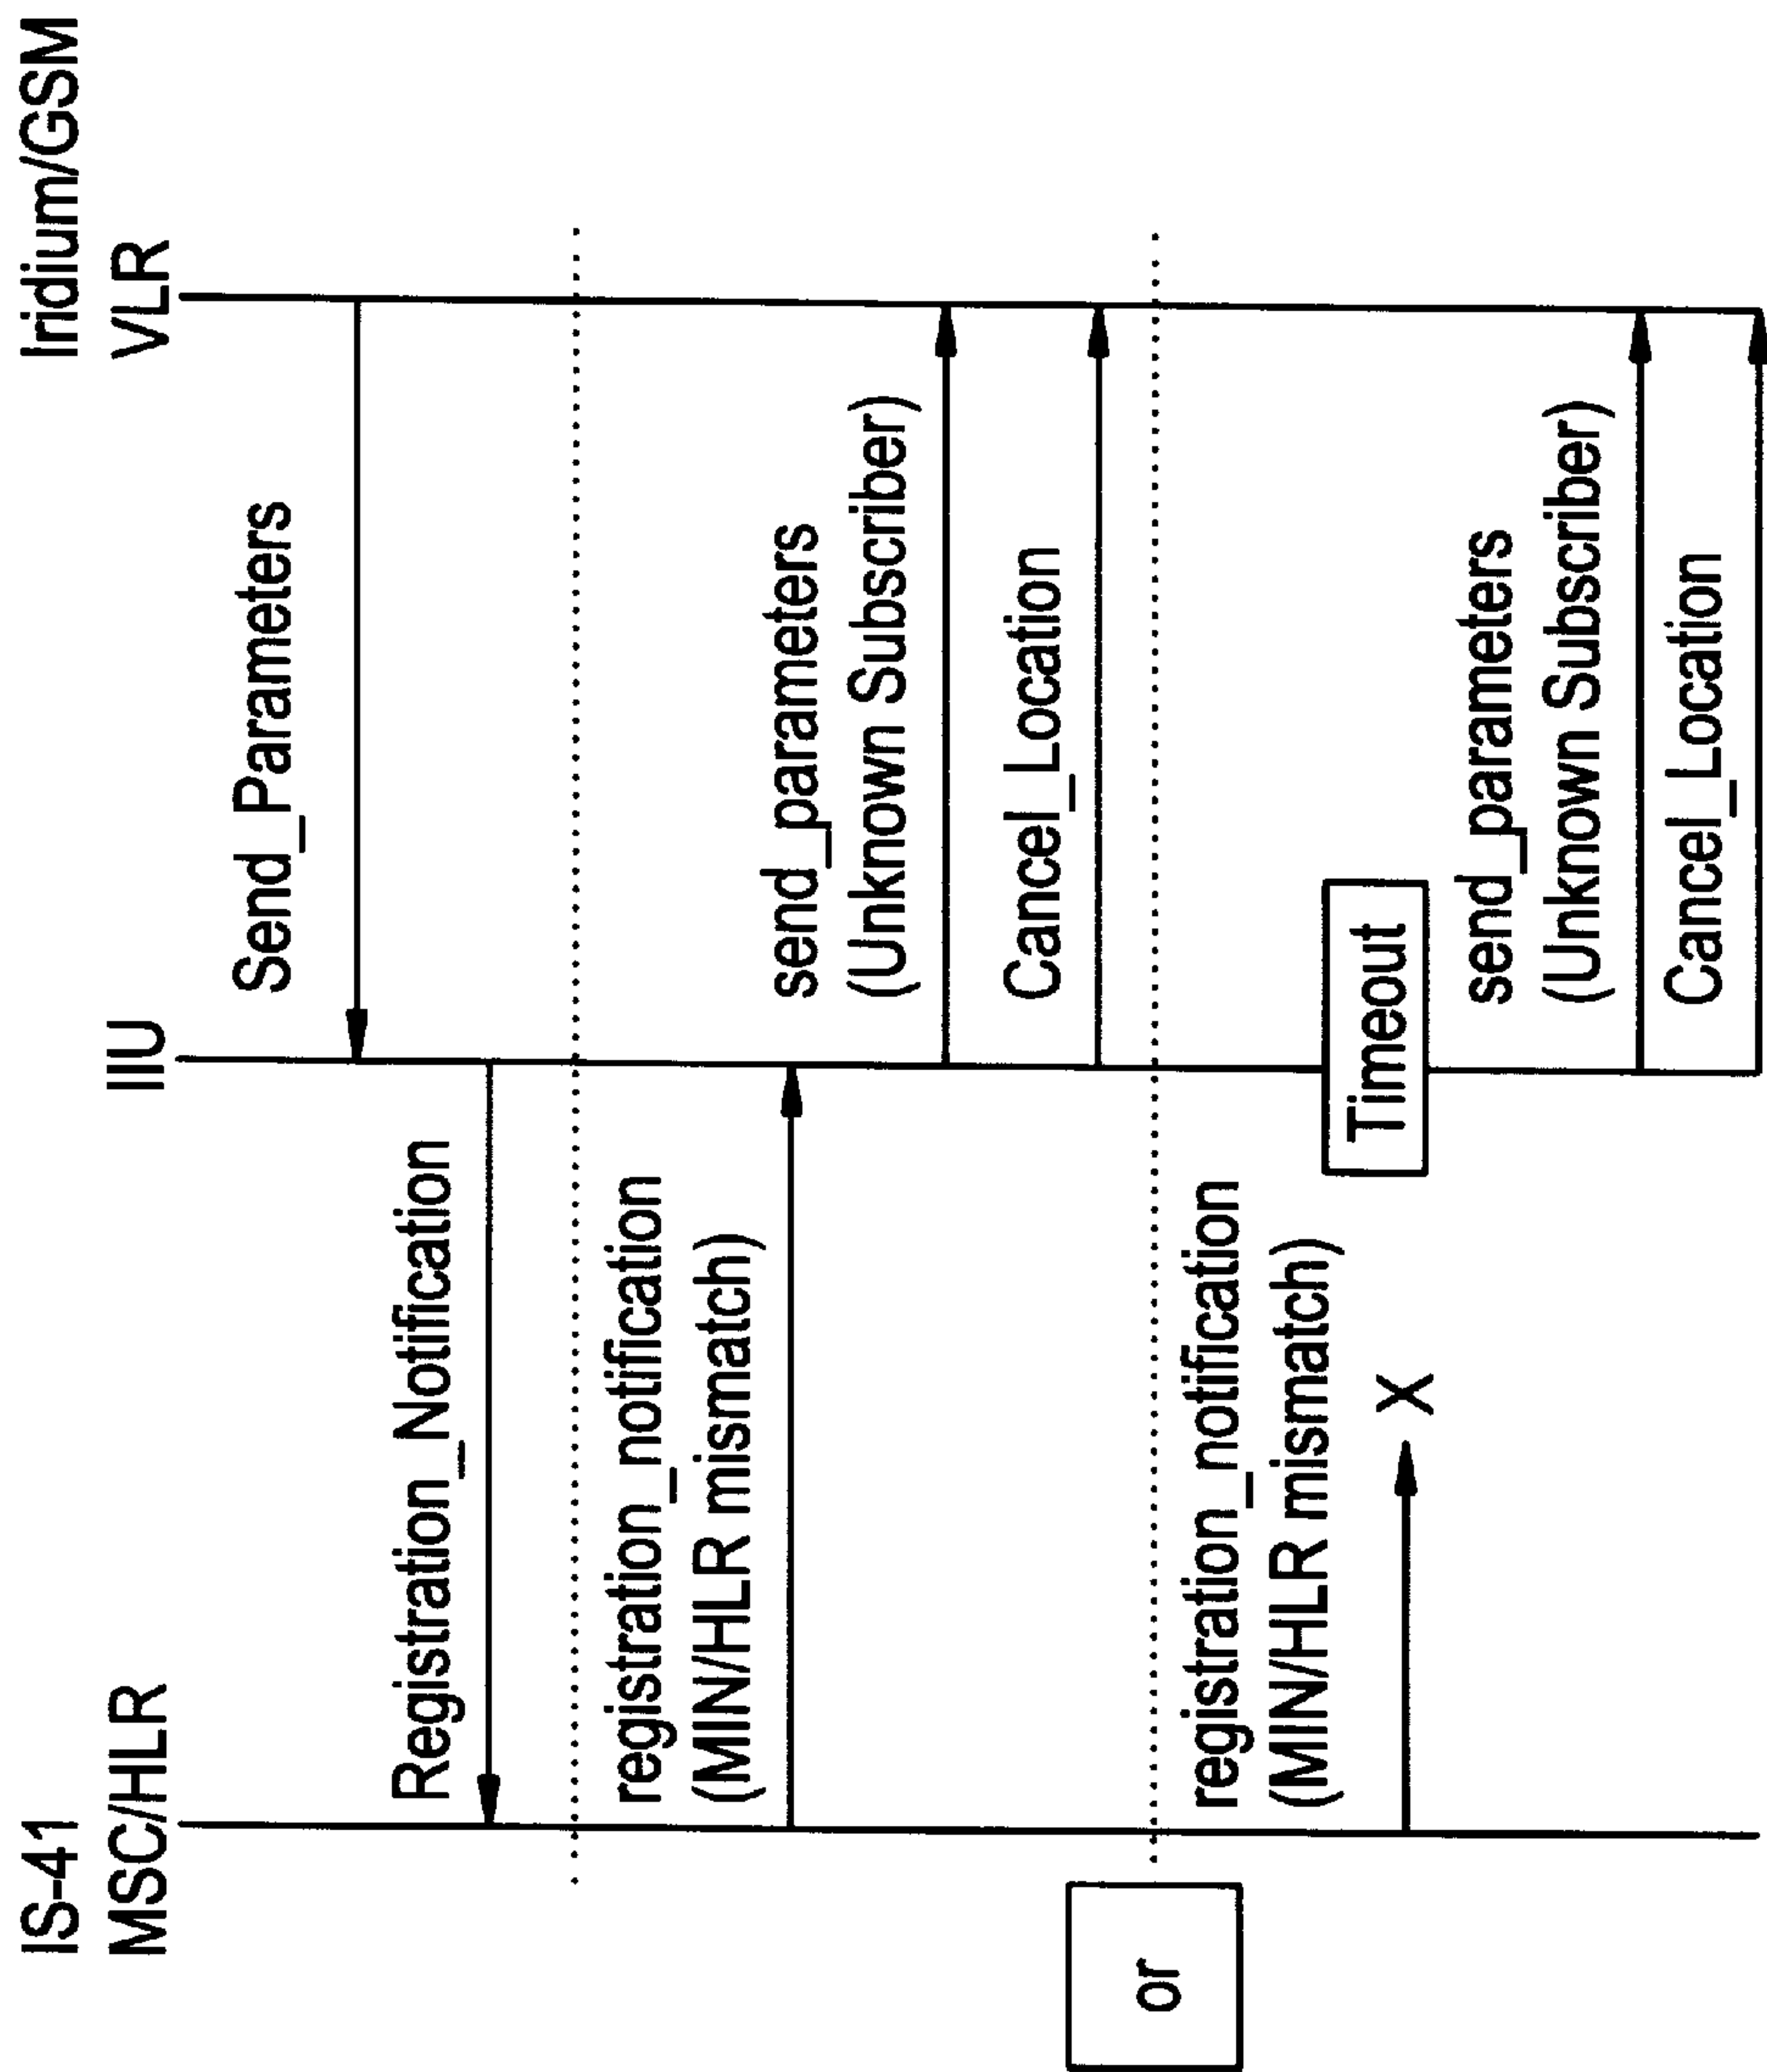 IS-41
MSC/HLR
IIU
Iridium/GSM
VLR
Send_Parameters
Registration_Notification
registration_notification
(MIN/HLR mismatch)
send_parameters
(Unknown Subscriber)
Cancel_Location
or
registration_notification
(MIN/HLR mismatch)
X
Timeout
send_parameters
(Unknown Subscriber)
Cancel_Location